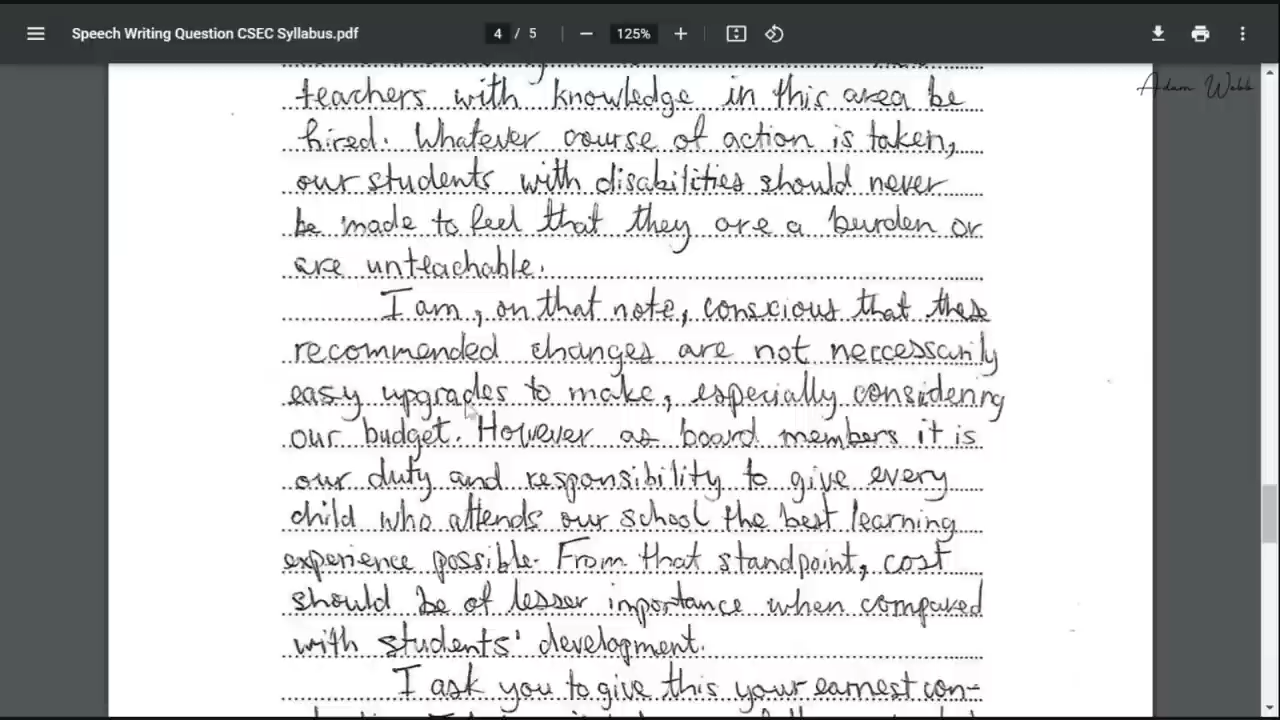 Speech Writing Question CSEC Syllabus.pdf
4 / 5
125%
Adam Webb
teachers with knowledge in this area be
hired. Whatever course of action is taken,
our students with disabilities should never
be made to feel that they are a burden or
are unteachable.
I am, on that note, conscious that these
recommended changes are not neccessarily
easy upgrades to make, especially considering
our budget. However as board members it is
our duty and responsibility to give every
child who attends our school the best learning
experience possible. From that standpoint, cost
should be of lesser importance when compared
with students' development.
I ask you to give this your earnest con-